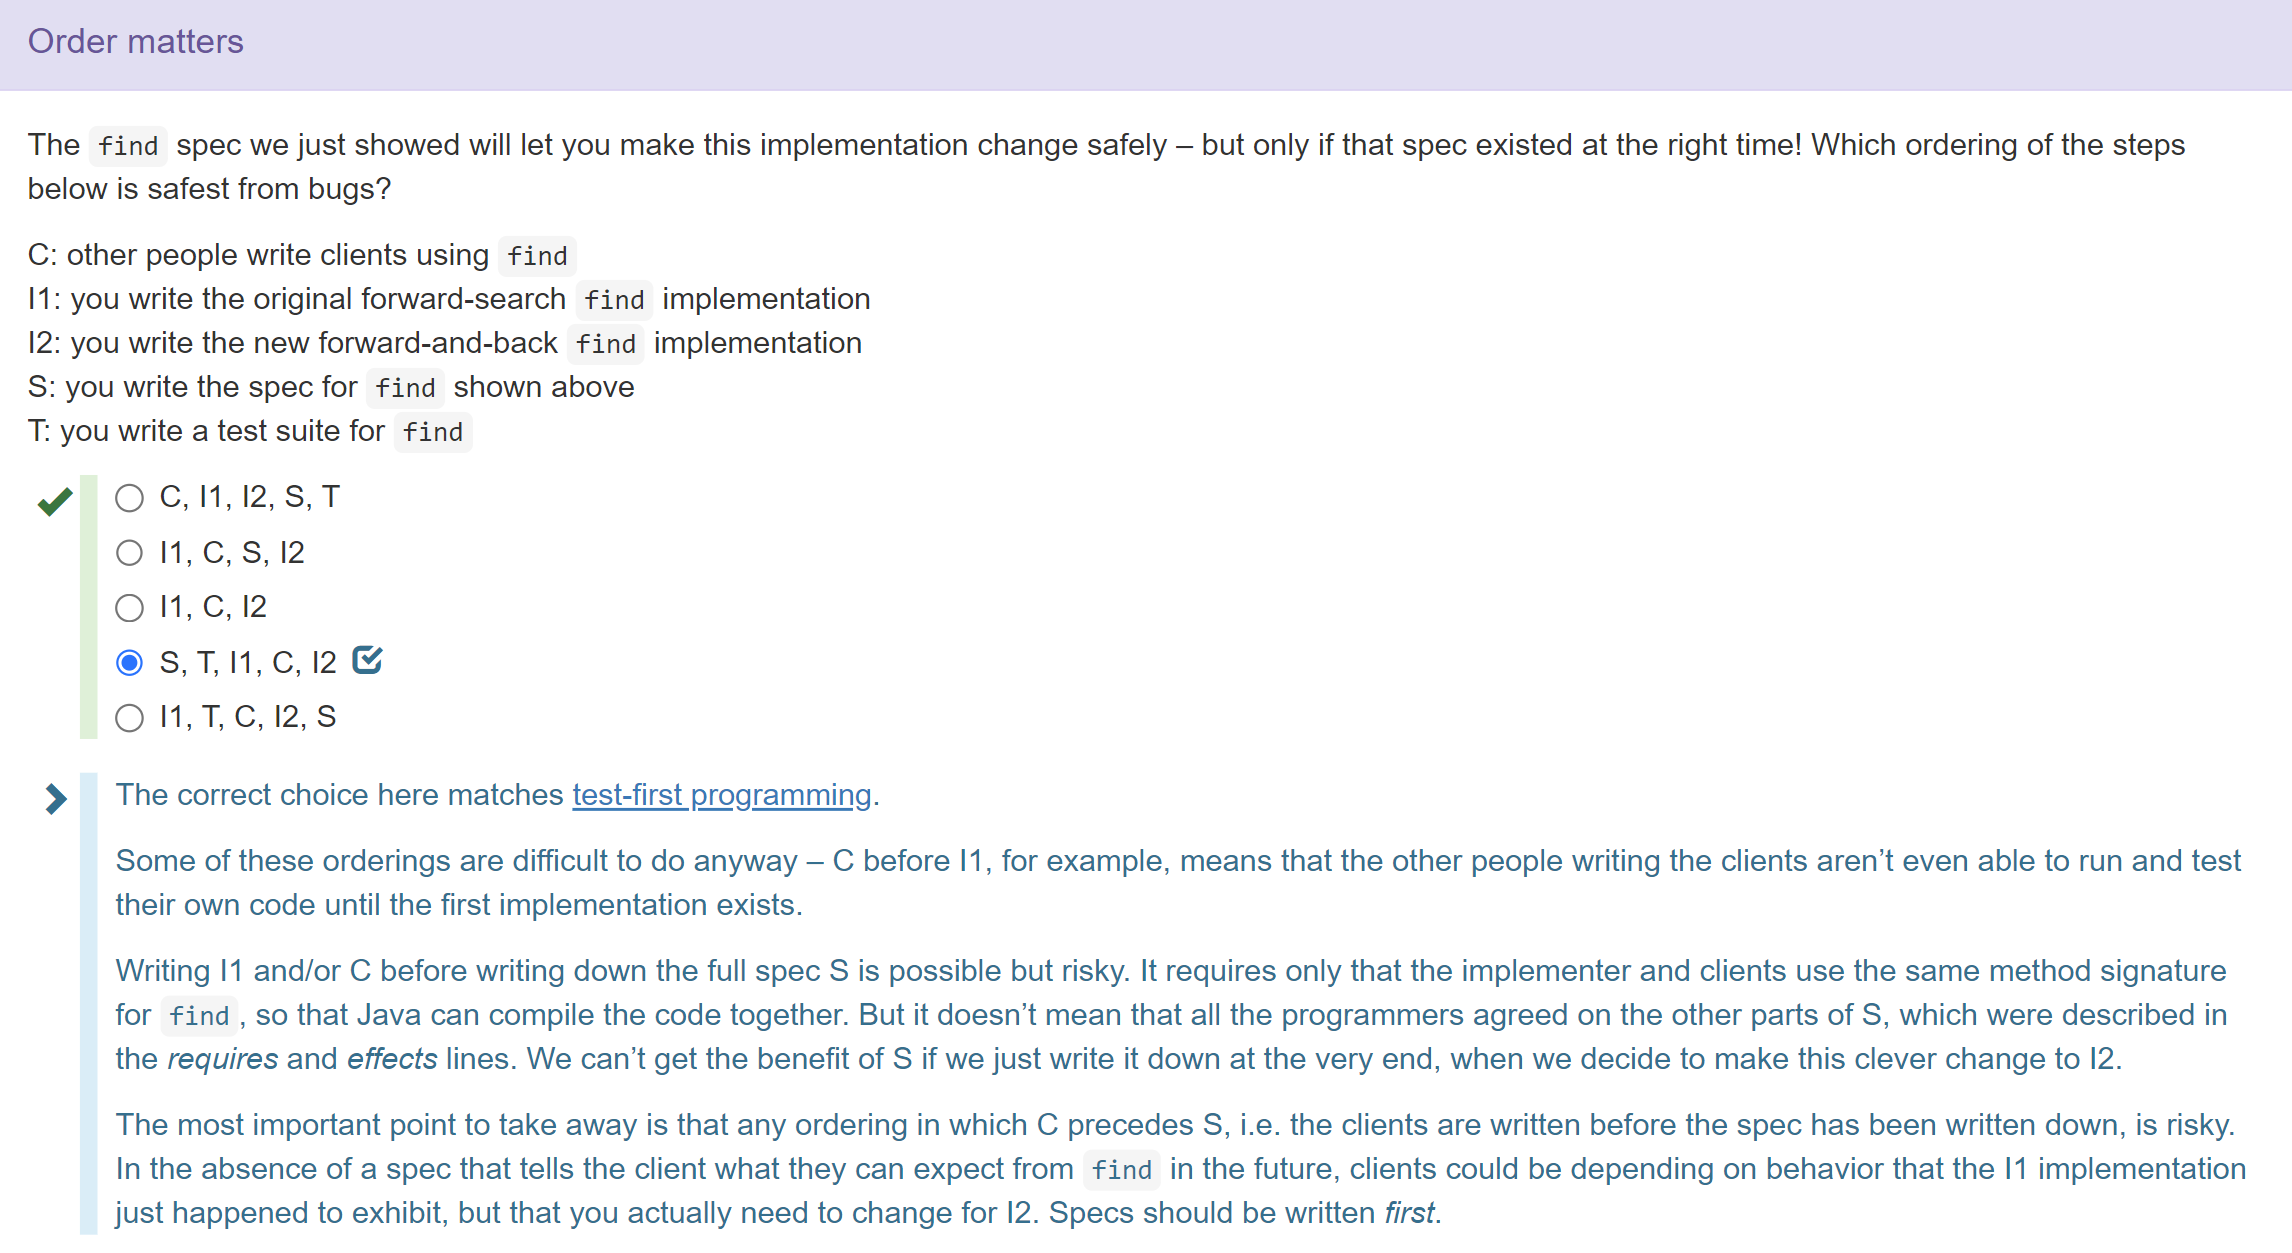 Order matters
The find spec we just showed will let you make this implementation change safely – but only if that spec existed at the right time! Which ordering of the steps
below is safest from bugs?
C: other people write clients using find
I1: you write the original forward-search find implementation
I2: you write the new forward-and-back find implementation
S: you write the spec for find shown above
T: you write a test suite for find
C, I1, I2, S, T
I1, C, S, I2
I1, C, I2
S, T, I1, C, I2
I1, T, C, I2, S
The correct choice here matches test-first programming.
Some of these orderings are difficult to do anyway – C before I1, for example, means that the other people writing the clients aren’t even able to run and test
their own code until the first implementation exists.
Writing I1 and/or C before writing down the full spec S is possible but risky. It requires only that the implementer and clients use the same method signature
for find, so that Java can compile the code together. But it doesn’t mean that all the programmers agreed on the other parts of S, which were described in
the requires and effects lines. We can’t get the benefit of S if we just write it down at the very end, when we decide to make this clever change to I2.
The most important point to take away is that any ordering in which C precedes S, i.e. the clients are written before the spec has been written down, is risky.
In the absence of a spec that tells the client what they can expect from find in the future, clients could be depending on behavior that the I1 implementation
just happened to exhibit, but that you actually need to change for I2. Specs should be written first.